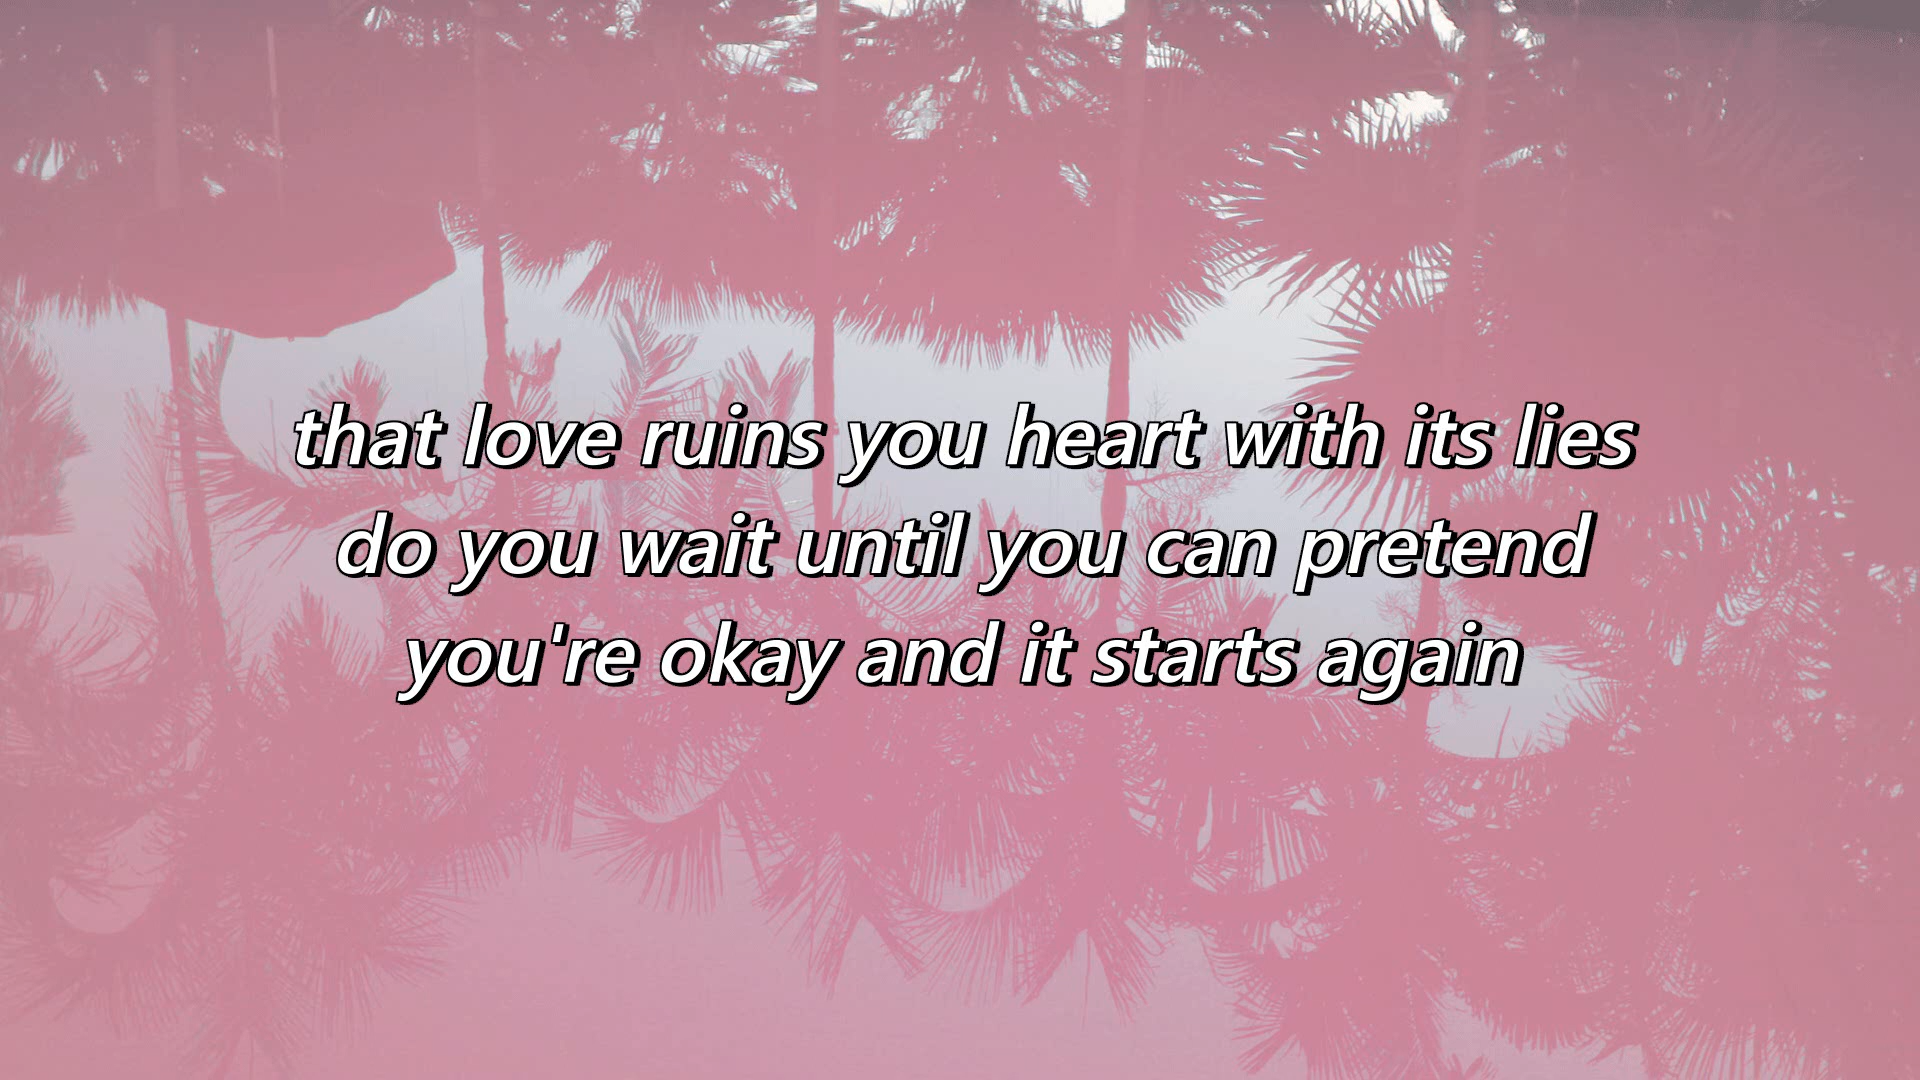 that love ruins you heart with its lies
do you wait until you can pretend
you're okay and it starts again